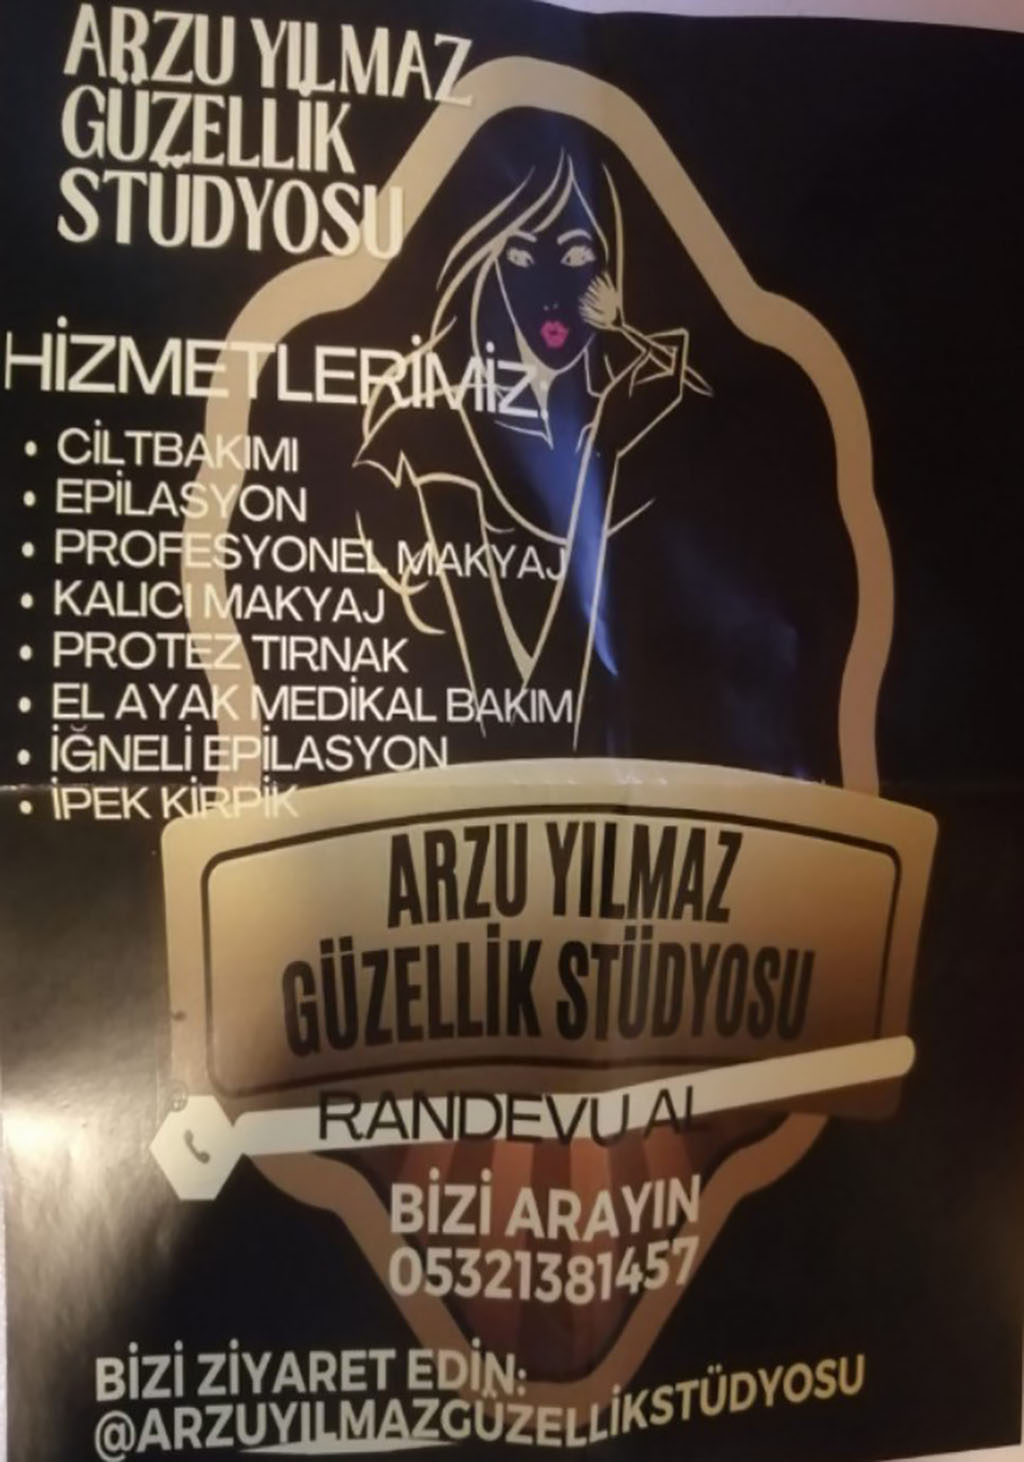 ARZU YILMAZ
GÜZELLİK
STÜDYOSU
HİZMETLERİMİZ:
• CİLTBAKIMI
• EPİLASYON
• PROFESYONEL MAKYAJ
• KALICI MAKYAJ
• PROTEZ TIRNAK
• EL AYAK MEDİKAL BAKIM
• İĞNELİ EPİLASYON
• İPEK KİRPİK
ARZU YILMAZ
GÜZELLİK STÜDYOSU
RANDEVU AL
BİZİ ARAYIN
05321381457
BİZİ ZİYARET EDİN:
@ARZUYILMAZGÜZELLİKSTÜDYOSU